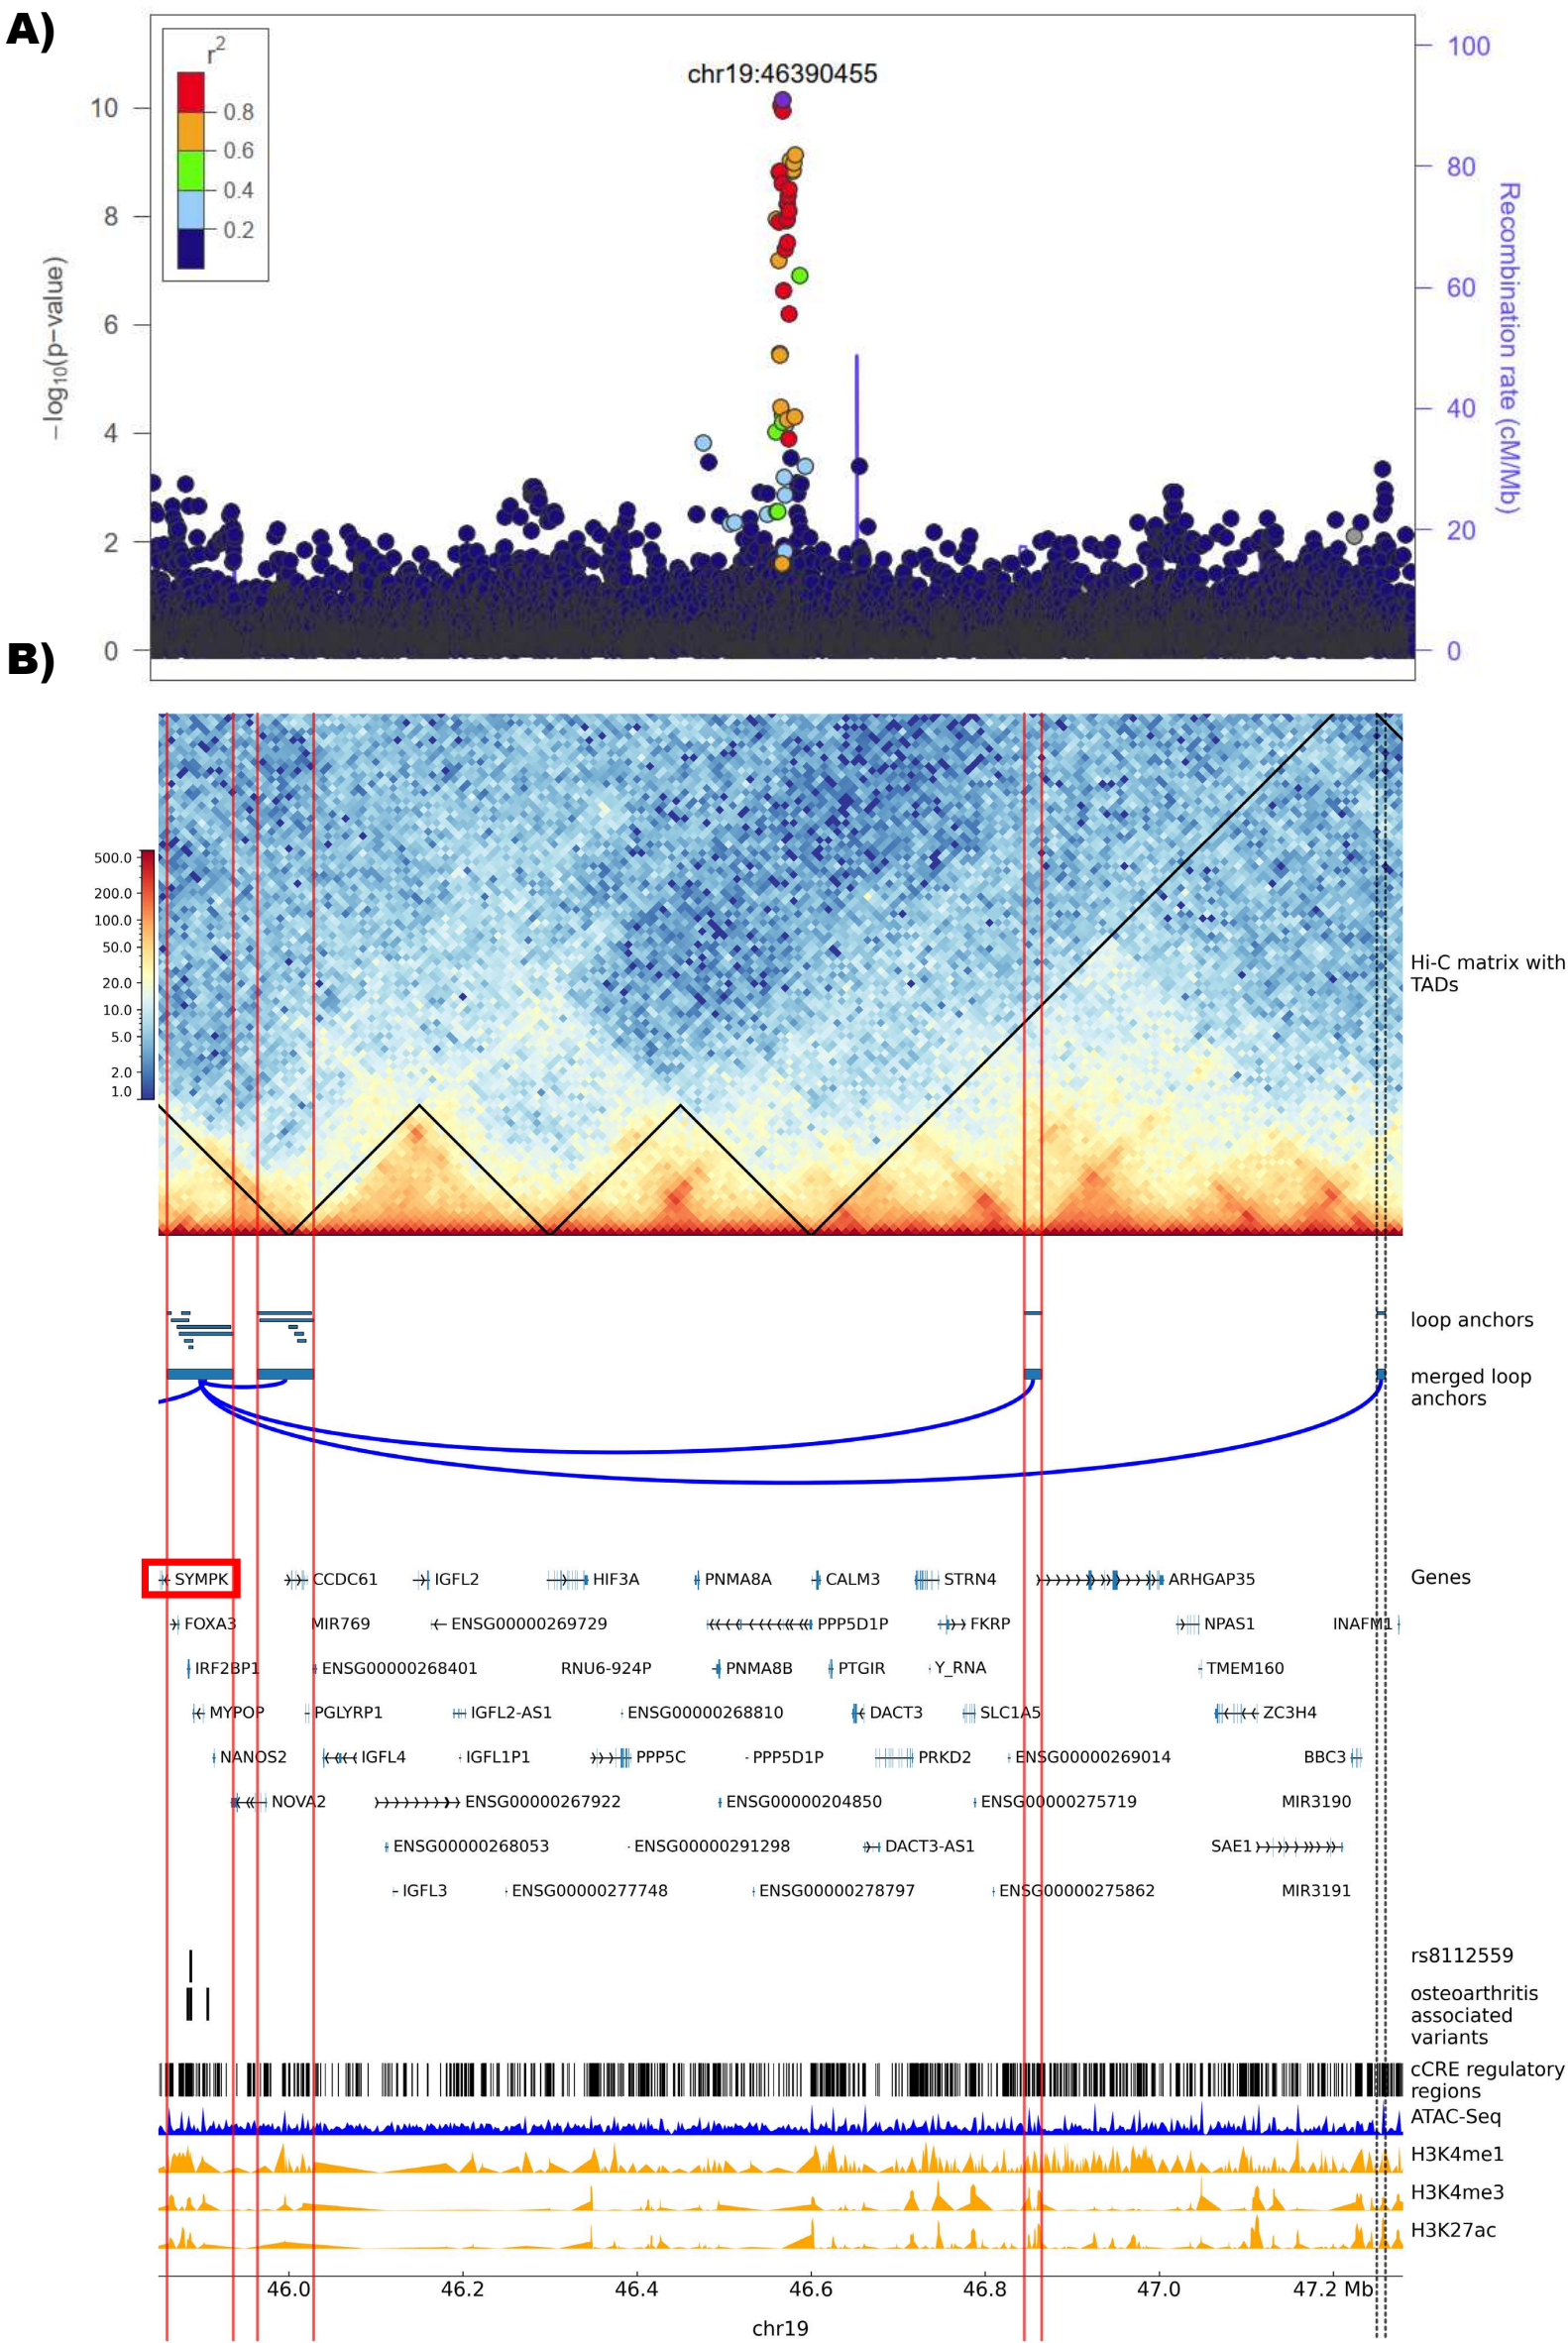 A)
r2
0.8
0.6
0.4
0.2
chr19:46390455
10
8
6
4
2
0
−log10(p−value)
100
80
60
40
20
0
Recombination rate (cM/Mb)
B)
500.0
200.0
100.0
50.0
20.0
10.0
5.0
2.0
1.0
Hi-C matrix with
TADs
loop anchors
merged loop
anchors
SYMPK CCDC61 IGFL2 HIF3A PNMA8A CALM3 STRN4 ARHGAP35 Genes
FOXA3 MIR769 ENSG00000269729 PPP5D1P FKRP NPAS1 INAFM1
IRF2BP1 ENSG00000268401 RNU6-924P PNMA8B PTGIR Y_RNA TMEM160
MYPOP PGLYRP1 IGFL2-AS1 ENSG00000268810 DACT3 SLC1A5 ZC3H4
NANOS2 IGFL4 IGFL1P1 PPP5C PPP5D1P PRKD2 ENSG00000269014 BBC3
NOVA2 ENSG00000267922 ENSG00000204850 ENSG00000275719 MIR3190
ENSG00000268053 ENSG00000291298 DACT3-AS1 SAE1
IGFL3 ENSG00000277748 ENSG00000278797 ENSG00000275862 MIR3191
rs8112559
osteoarthritis
associated
variants
cCRE regulatory
regions
ATAC-Seq
H3K4me1
H3K4me3
H3K27ac
46.0 46.2 46.4 46.6 46.8 47.0 47.2 Mb
chr19